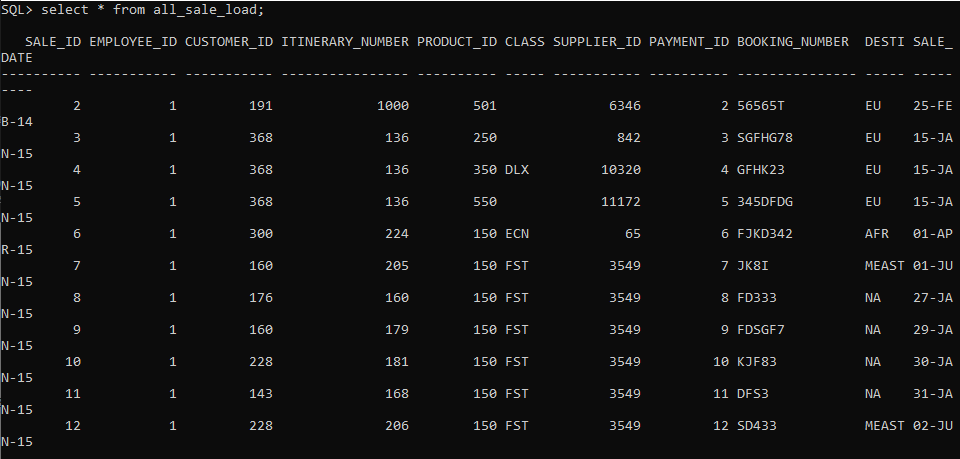 SQL> select * from all_sale_load;
SALE_ID EMPLOYEE_ID CUSTOMER_ID ITINERARY_NUMBER PRODUCT_ID CLASS SUPPLIER_ID PAYMENT_ID BOOKING_NUMBER DESTI SALE_
DATE
---------- ----------- ----------- ---------------- ---------- ----- ----------- ---------- --------------- ----- -----
----
2 1 191 1000 501 6346 2 56565T EU 25-FE
B-14
3 1 368 136 250 842 3 SGFHG78 EU 15-JA
N-15
4 1 368 136 350 DLX 10320 4 GFHK23 EU 15-JA
N-15
5 1 368 136 550 11172 5 345DFDG EU 15-JA
N-15
6 1 300 224 150 ECN 65 6 FJKD342 AFR 01-AP
R-15
7 1 160 205 150 FST 3549 7 JK8I MEAST 01-JU
N-15
8 1 176 160 150 FST 3549 8 FD333 NA 27-JA
N-15
9 1 160 179 150 FST 3549 9 FDSGF7 NA 29-JA
N-15
10 1 228 181 150 FST 3549 10 KJF83 NA 30-JA
N-15
11 1 143 168 150 FST 3549 11 DFS3 NA 31-JA
N-15
12 1 228 206 150 FST 3549 12 SD433 MEAST 02-JU
N-15